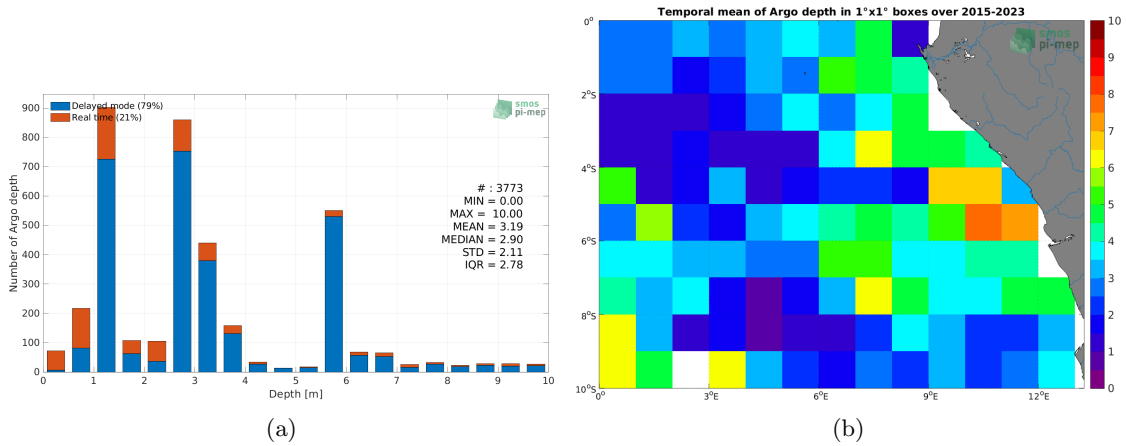 Temporal mean of Argo depth in 1°x1° boxes over 2015-2023
Number of Argo depth
900
800
700
600
500
400
300
200
100
0
Delayed mode (79%)
Real time (21%)
smos
pi-mep
# : 3773
MIN = 0.00
MAX = 10.00
MEAN = 3.19
MEDIAN = 2.90
STD = 2.11
IQR = 2.78
0 1 2 3 4 5 6 7 8 9 10
Depth [m]
(a)
0°
2°S
4°S
6°S
8°S
10°S
0° 3°E 6°E 9°E 12°E
smos
pi-mep
10
9
8
7
6
5
4
3
2
1
0
(b)